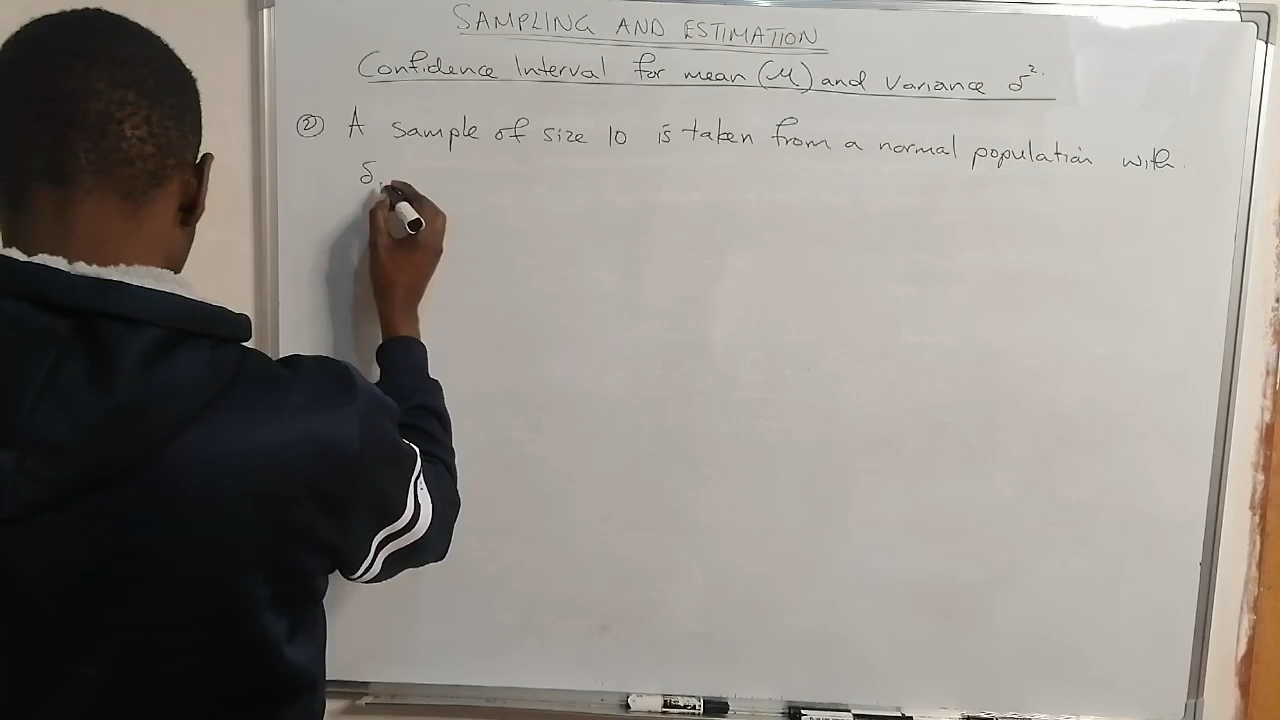 SAMPLING AND ESTIMATION
Confidence Interval for mean (μ) and Variance δ².
② A sample of size 10 is taken from a normal population with
δ